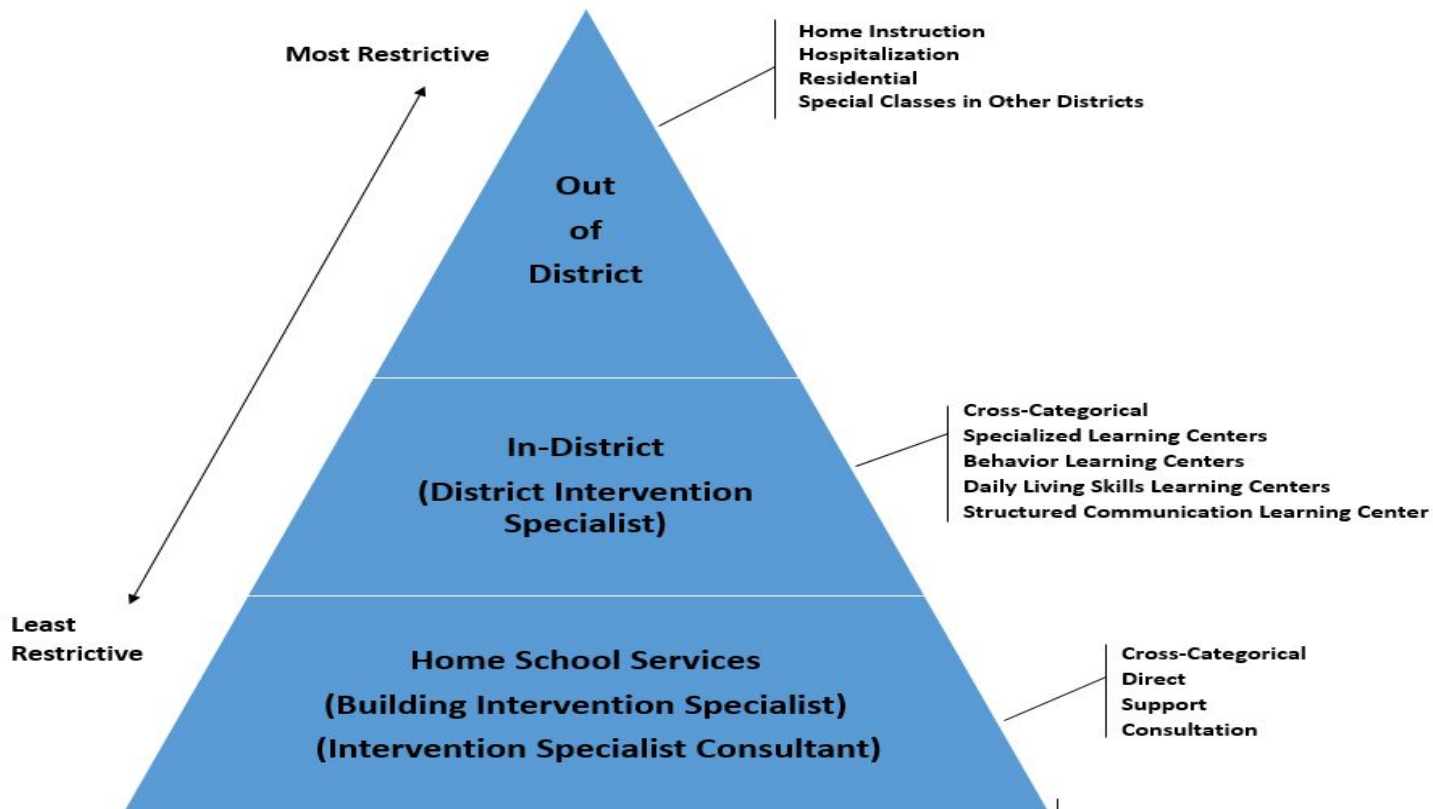 Most Restrictive
Least
Restrictive
Out
of
District
Home Instruction
Hospitalization
Residential
Special Classes in Other Districts
In-District
(District Intervention
Specialist)
Cross-Categorical
Specialized Learning Centers
Behavior Learning Centers
Daily Living Skills Learning Centers
Structured Communication Learning Center
Home School Services
(Building Intervention Specialist)
(Intervention Specialist Consultant)
Cross-Categorical
Direct
Support
Consultation